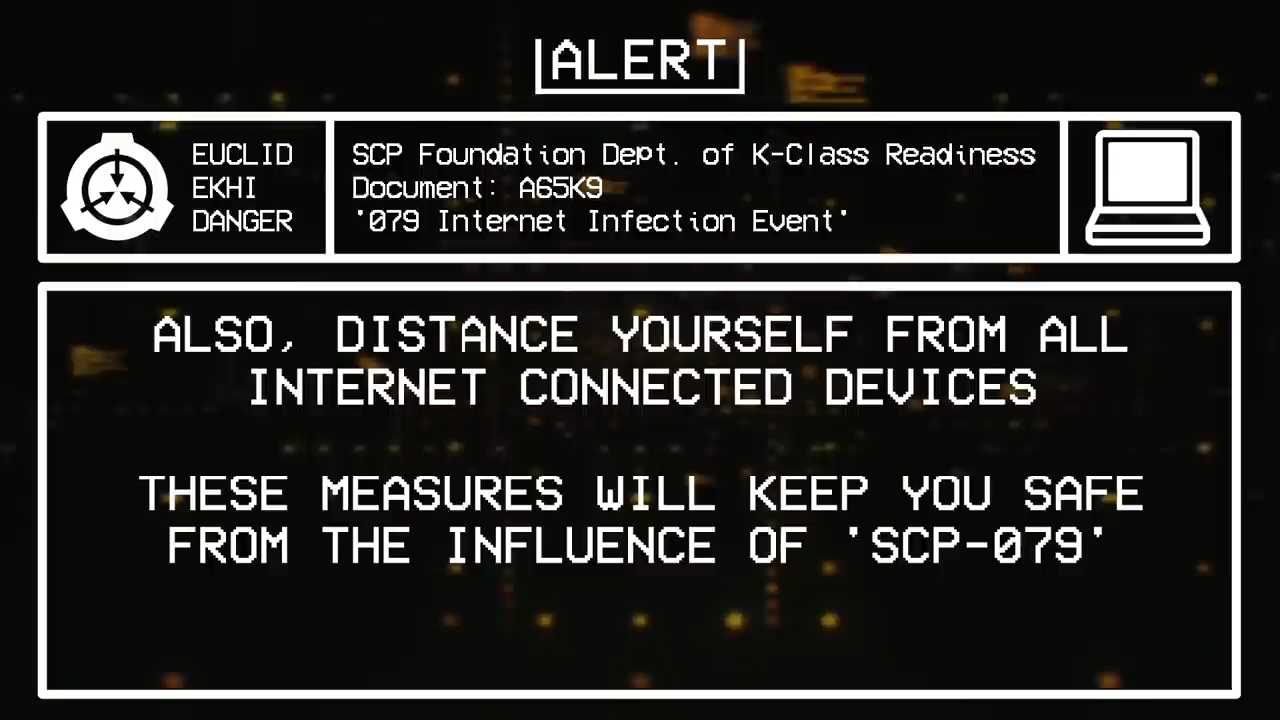 ALERT
EUCLID
EKHI
DANGER
SCP Foundation Dept. of K-Class Readiness
Document: A65K9
'079 Internet Infection Event'
ALSO, DISTANCE YOURSELF FROM ALL
INTERNET CONNECTED DEVICES
THESE MEASURES WILL KEEP YOU SAFE
FROM THE INFLUENCE OF 'SCP-079'